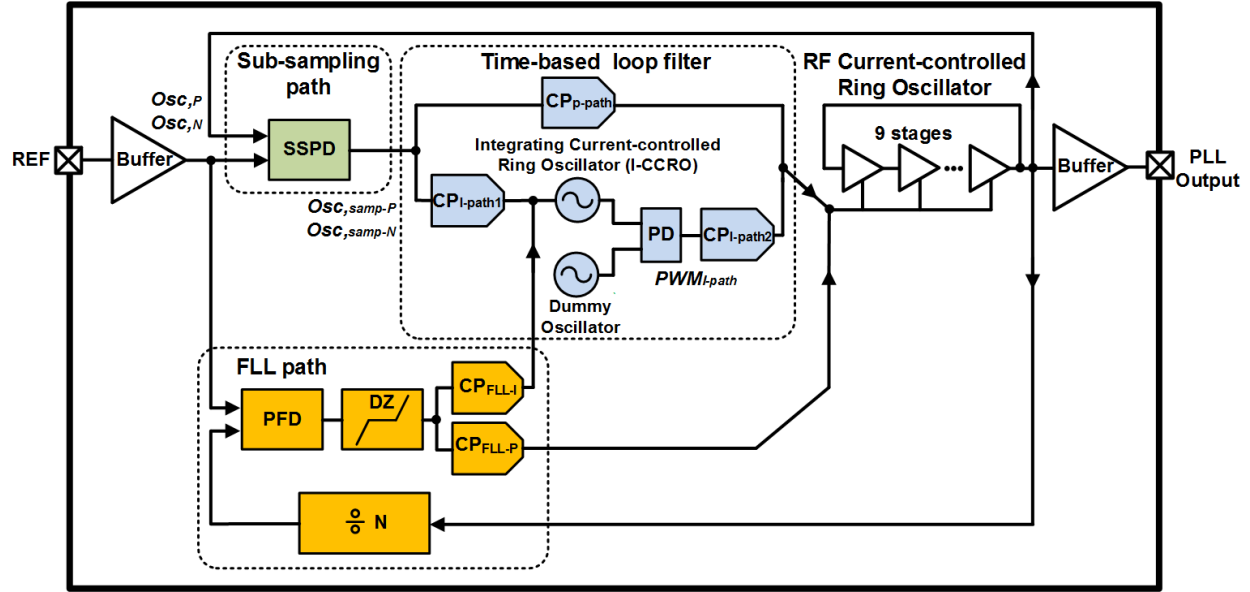 Sub-sampling
path
Time-based loop filter
RF Current-controlled
Ring Oscillator
Osc,P
Osc,N
REF
Buffer
SSPD
CPp-path
9 stages
Buffer
PLL
Output
Integrating Current-controlled
Ring Oscillator (I-CCRO)
CPI-path1
Osc,samp-P
Osc,samp-N
PD
CPI-path2
PWMI-path
Dummy
Oscillator
FLL path
PFD
DZ
CPFLL-I
CPFLL-P
÷ N